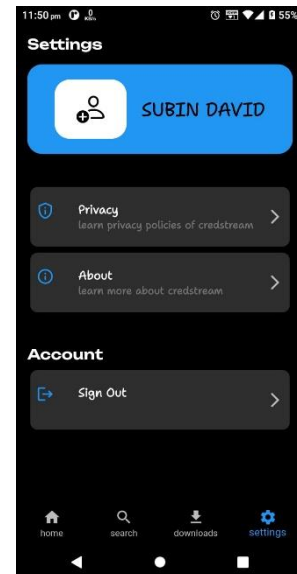 11:50 pm
55%
Settings
SUBIN DAVID
Privacy
learn privacy policies of credstream
About
learn more about credstream
Account
Sign Out
home search downloads settings